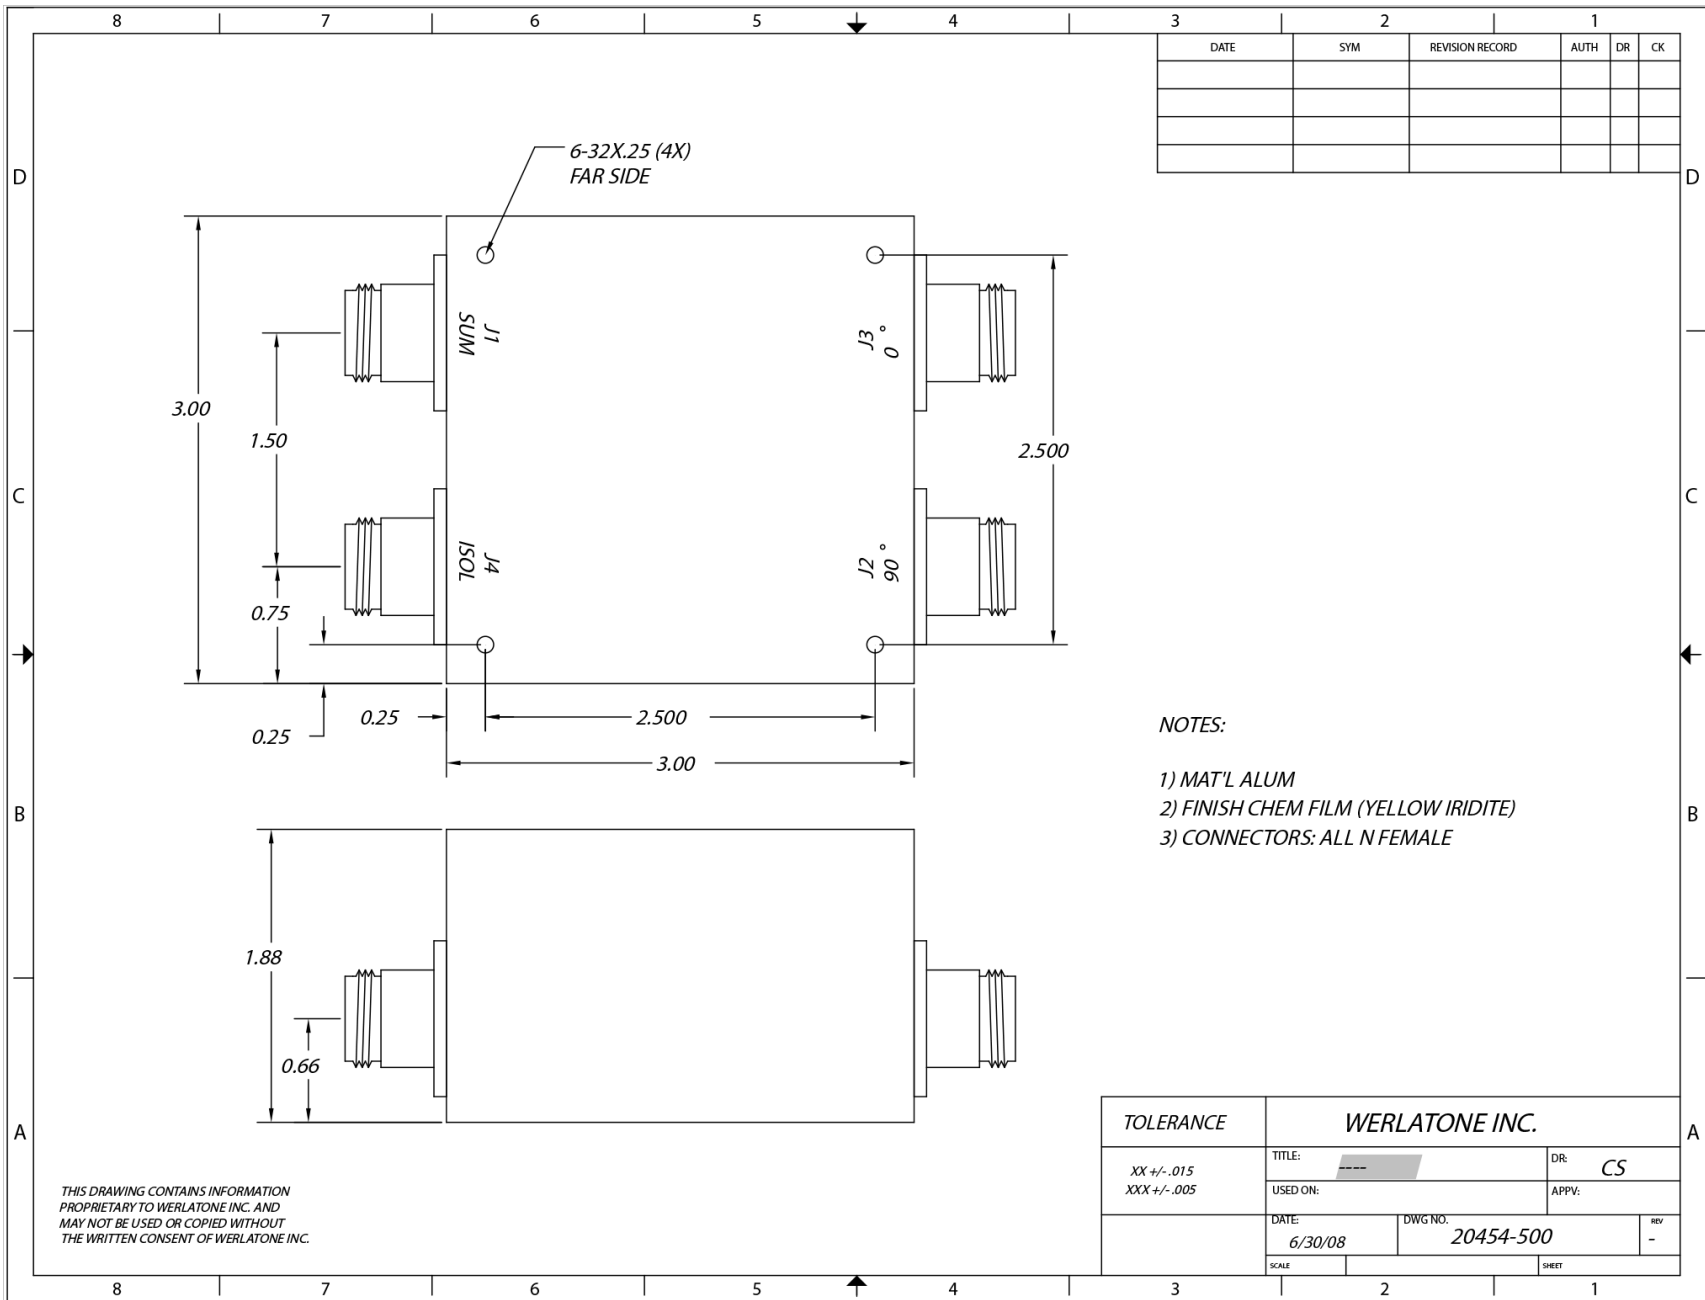 8 7 6 5 4 3 2 1
DATE SYM REVISION RECORD AUTH DR CK
D D
6-32X.25 (4X)
FAR SIDE
J1
SUM
J3
0°
3.00
1.50
2.500
C C
J4
ISOL
J2
90°
0.75
0.25
0.25
2.500
3.00
NOTES:
1) MAT'L ALUM
2) FINISH CHEM FILM (YELLOW IRIDITE)
3) CONNECTORS: ALL N FEMALE
B B
1.88
0.66
A A
TOLERANCE
XX +/-.015
XXX +/-.005
WERLATONE INC.
TITLE: ----
DR: CS
USED ON:
APPV:
DATE: 6/30/08
DWG NO. 20454-500
REV -
SCALE
SHEET
THIS DRAWING CONTAINS INFORMATION
PROPRIETARY TO WERLATONE INC. AND
MAY NOT BE USED OR COPIED WITHOUT
THE WRITTEN CONSENT OF WERLATONE INC.
8 7 6 5 4 3 2 1